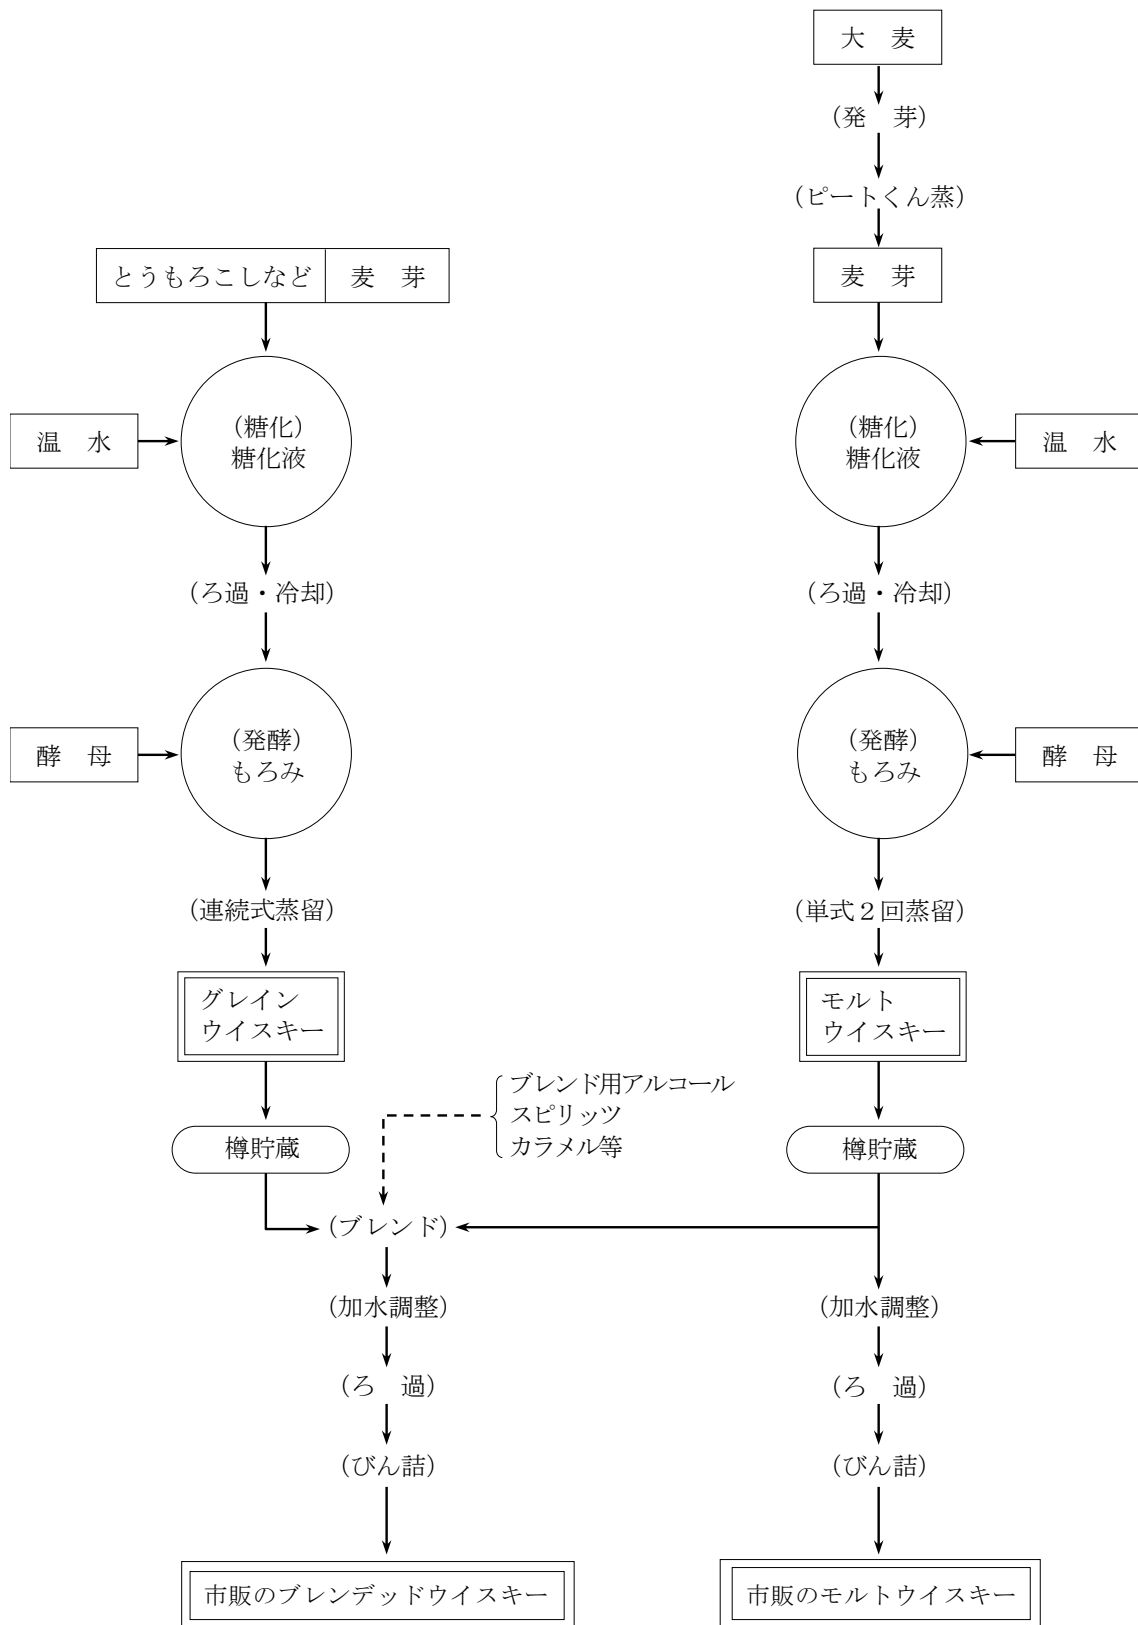 大　麦
（発　芽）
（ピートくん蒸）
とうもろこしなど　麦　芽
麦　芽
温　水
（糖化）
糖化液
（糖化）
糖化液
温　水
（ろ過・冷却）
（ろ過・冷却）
酵　母
（発酵）
もろみ
（発酵）
もろみ
酵　母
（連続式蒸留）
（単式２回蒸留）
グレイン
ウイスキー
モルト
ウイスキー
ブレンド用アルコール
スピリッツ
カラメル等
樽貯蔵
樽貯蔵
（ブレンド）
（加水調整）
（加水調整）
（ろ　過）
（ろ　過）
（びん詰）
（びん詰）
市販のブレンデッドウイスキー
市販のモルトウイスキー